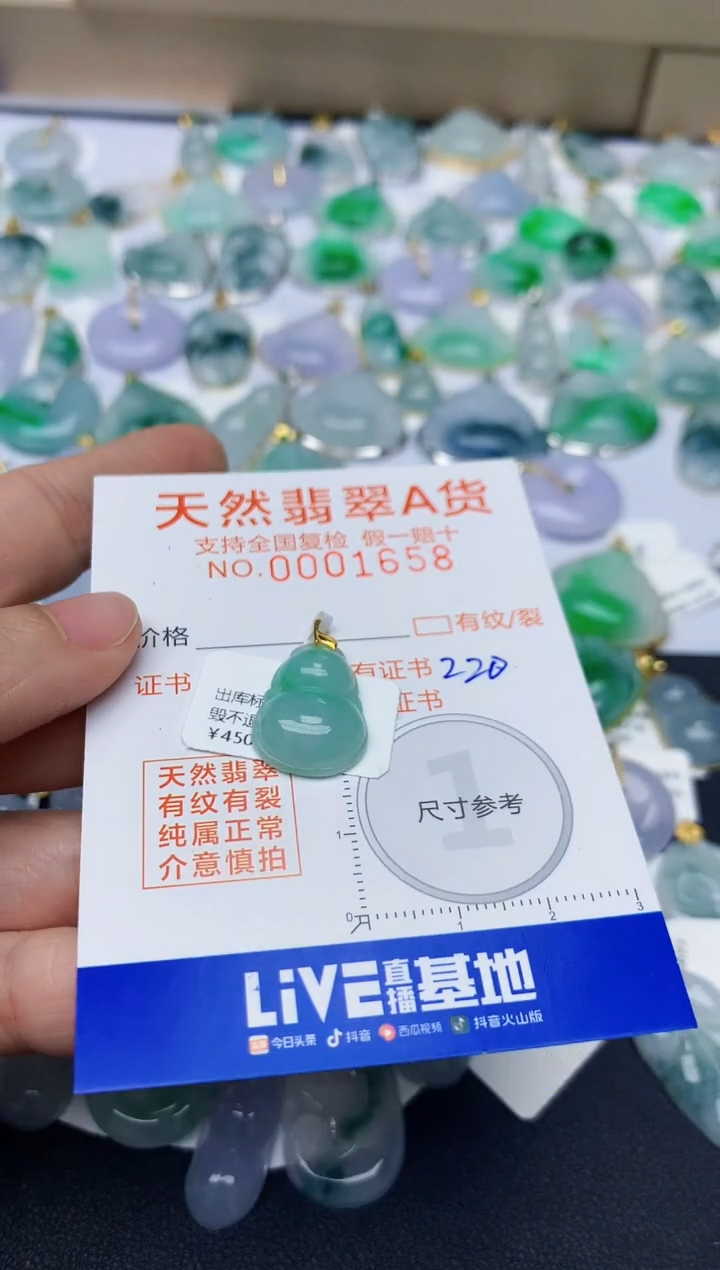 天然翡翠A货
支持全国复检 假一赔十
NO.0001658
价格 有纹/裂
证书 有证书 220
证书
出库标
毁不退
¥450
天然翡翠
有纹有裂
纯属正常
介意慎拍
1
尺寸参考
1
0 1 2 3
LiVE直播基地
今日头条 抖音 西瓜视频 抖音火山版